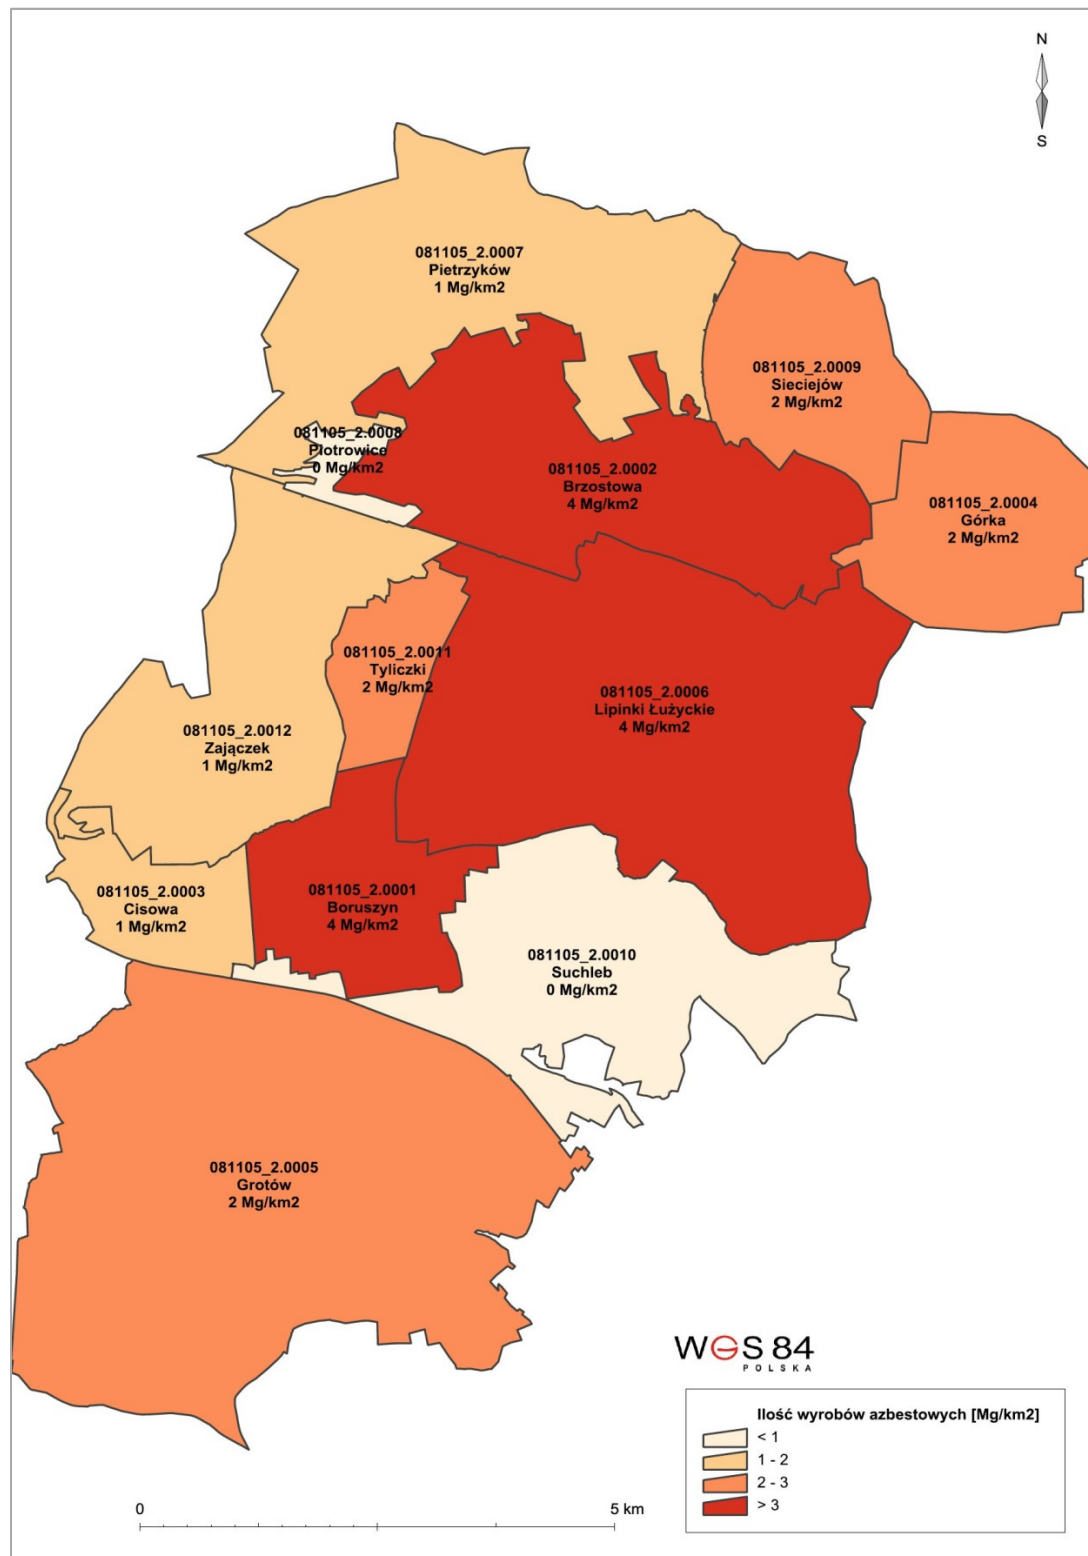 N
S
081105_2.0007
Pietrzyków
1 Mg/km2
081105_2.0009
Sieciejów
2 Mg/km2
081105_2.0008
Piotrowice
0 Mg/km2
081105_2.0002
Brzostowa
4 Mg/km2
081105_2.0004
Górka
2 Mg/km2
081105_2.0011
Tyliczki
2 Mg/km2
081105_2.0006
Lipinki Łużyckie
4 Mg/km2
081105_2.0012
Zajączek
1 Mg/km2
081105_2.0003
Cisowa
1 Mg/km2
081105_2.0001
Boruszyn
4 Mg/km2
081105_2.0010
Suchleb
0 Mg/km2
081105_2.0005
Grotów
2 Mg/km2
WGS 84
POLSKA
Ilość wyrobów azbestowych [Mg/km2]
< 1
1 - 2
2 - 3
> 3
0 5 km